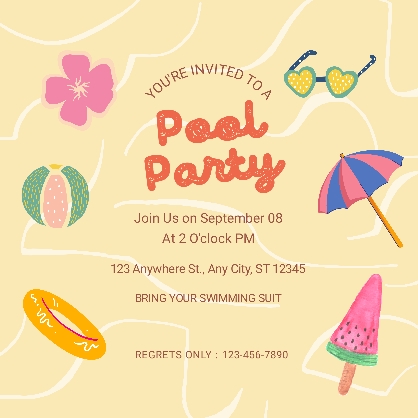 YOU'RE INVITED TO A
Pool
Party
Join Us on September 08
At 2 O'clock PM
123 Anywhere St., Any City, ST 12345
BRING YOUR SWIMMING SUIT
REGRETS ONLY : 123-456-7890